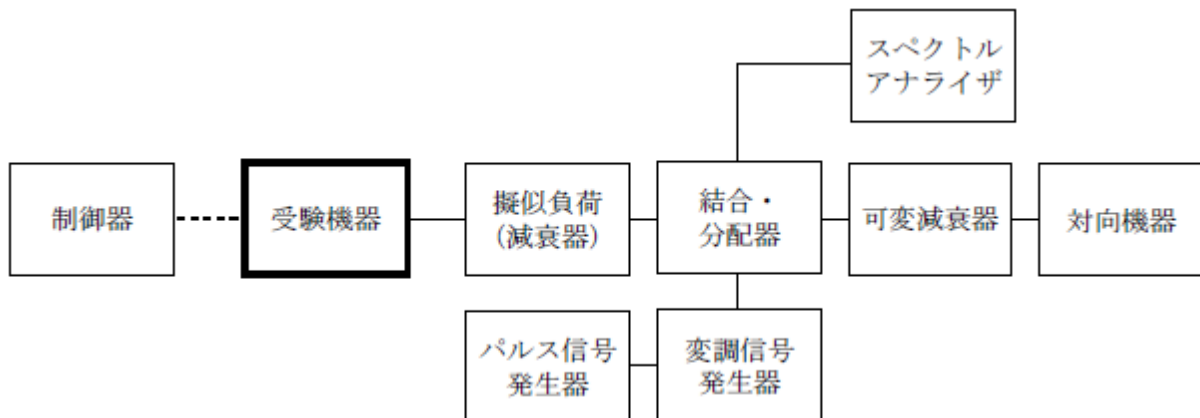 スペクトル
アナライザ
制御器
受験機器
擬似負荷
(減衰器)
結合・
分配器
可変減衰器
対向機器
パルス信号
発生器
変調信号
発生器